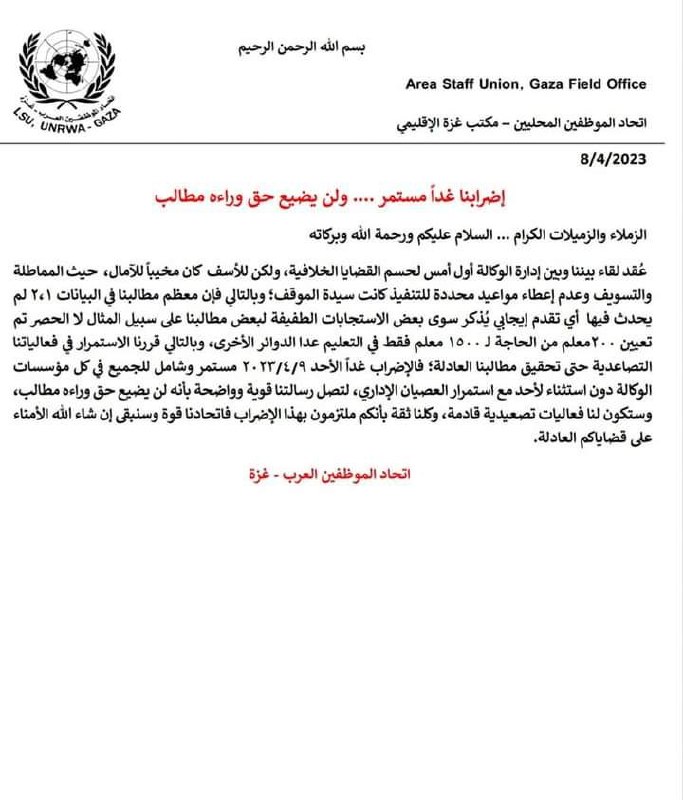 بسم الله الرحمن الرحيم
اتحاد الموظفين العرب - غزة
LSU, UNRWA - GAZA
Area Staff Union, Gaza Field Office
اتحاد الموظفين المحليين – مكتب غزة الإقليمي
8/4/2023
إضرابنا غداً مستمر .... ولن يضيع حق وراءه مطالب
الزملاء والزميلات الكرام ... السلام عليكم ورحمة الله وبركاته
عُقد لقاء بيننا وبين إدارة الوكالة أول أمس لحسم القضايا الخلافية، ولكن للأسف كان مخيباً للآمال، حيث المماطلة
والتسويف وعدم إعطاء مواعيد محددة للتنفيذ كانت سيدة الموقف؛ وبالتالي فإن معظم مطالبنا في البيانات ٢،١ لم
يحدث فيها أي تقدم إيجابي يُذكر سوى بعض الاستجابات الطفيفة لبعض مطالبنا على سبيل المثال لا الحصر تم
تعيين ٢٠٠ معلم من الحاجة لـ ١٥٠٠ معلم فقط في التعليم عدا الدوائر الأخرى، وبالتالي قررنا الاستمرار في فعالياتنا
التصاعدية حتى تحقيق مطالبنا العادلة؛ فالإضراب غداً الأحد ٢٠٢٣/٤/٩ مستمر وشامل للجميع في كل مؤسسات
الوكالة دون استثناء لأحد مع استمرار العصيان الإداري، لتصل رسالتنا قوية وواضحة بأنه لن يضيع حق وراءه مطالب،
وستكون لنا فعاليات تصعيدية قادمة، وكلنا ثقة بأنكم ملتزمون بهذا الإضراب فاتحادنا قوة وسنبقى إن شاء الله الأمناء
على قضاياكم العادلة.
اتحاد الموظفين العرب - غزة